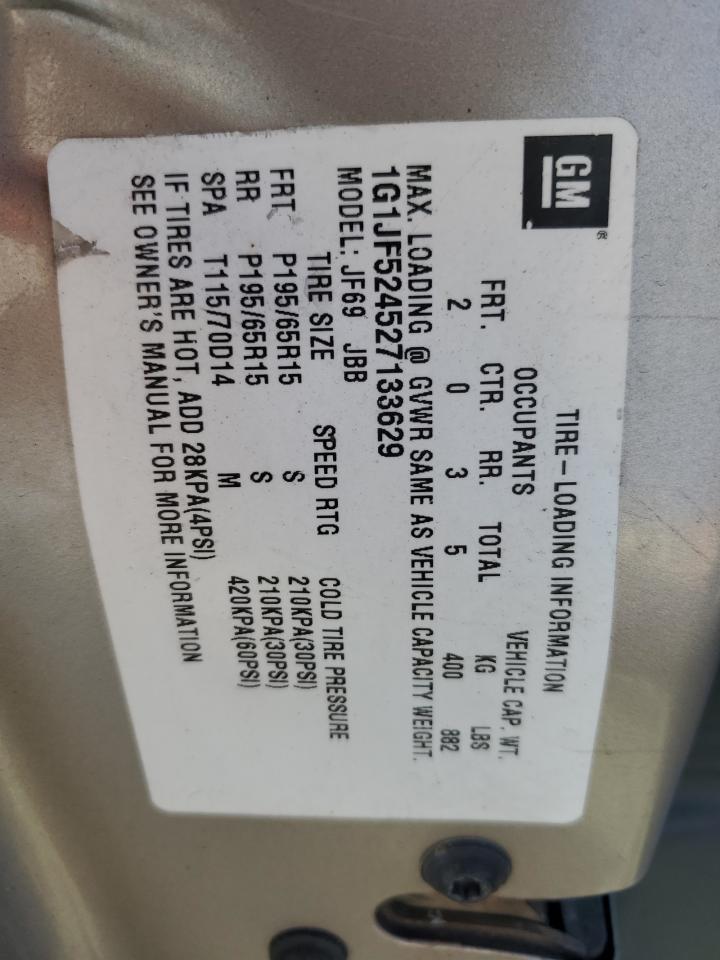 GM®
TIRE-LOADING INFORMATION
OCCUPANTS VEHICLE CAP. WT.
FRT. CTR. RR. TOTAL KG LBS
2 0 3 5 400 882
MAX. LOADING @ GVWR SAME AS VEHICLE CAPACITY WEIGHT.
1G1JF524527133629
MODEL: JF69 JBB
TIRE SIZE SPEED RTG COLD TIRE PRESSURE
FRT P195/65R15 S 210KPA(30PSI)
RR P195/65R15 S 210KPA(30PSI)
SPA T115/70D14 M 420KPA(60PSI)
IF TIRES ARE HOT, ADD 28KPA(4PSI)
SEE OWNER'S MANUAL FOR MORE INFORMATION